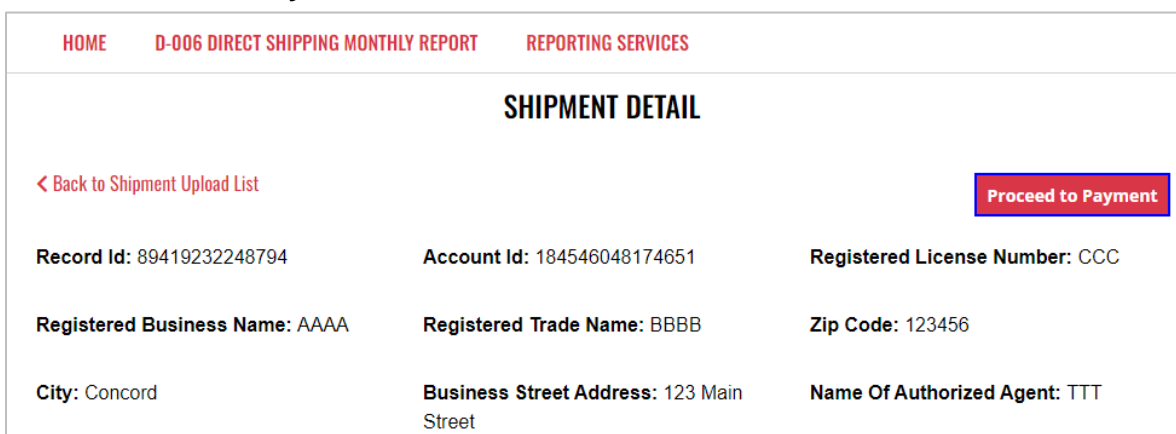 HOME D-006 DIRECT SHIPPING MONTHLY REPORT REPORTING SERVICES
SHIPMENT DETAIL
Back to Shipment Upload List
Proceed to Payment
Record Id: 89419232248794 Account Id: 184546048174651 Registered License Number: CCC
Registered Business Name: AAAA Registered Trade Name: BBBB Zip Code: 123456
City: Concord Business Street Address: 123 Main Name Of Authorized Agent: TTT
Street